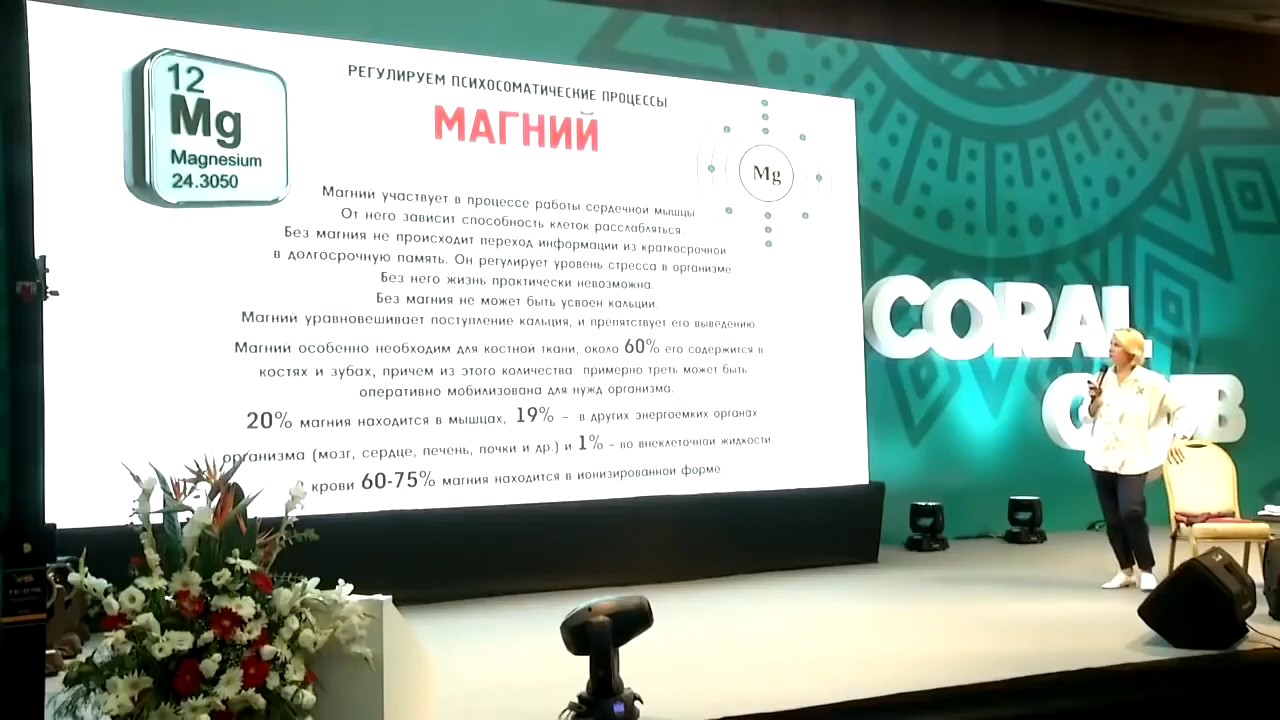 12
Mg
Magnesium
24.3050
РЕГУЛИРУЕМ ПСИХОСОМАТИЧЕСКИЕ ПРОЦЕССЫ
МАГНИЙ
Mg
Магний участвует в процессе работы сердечной мышцы
От него зависит способность клеток расслабляться.
Без магния не происходит переход информации из краткосрочной
в долгосрочную память. Он регулирует уровень стресса в организме
Без него жизнь практически невозможна.
Без магния не может быть усвоен кальции.
Магний уравновешивает поступление кальция, и препятствует его выведению.
Магний особенно необходим для костной ткани, около 60% его содержится в
костях и зубах, причем из этого количества примерно треть может быть
оперативно мобилизована для нужд организма.
20% магния находится в мышцах, 19% – в других энергоемких органах
организма (мозг, сердце, печень, почки и др.) и 1% – во внеклеточной жидкости
крови 60-75% магния находится в ионизированной форме.
CORAL
CLUB